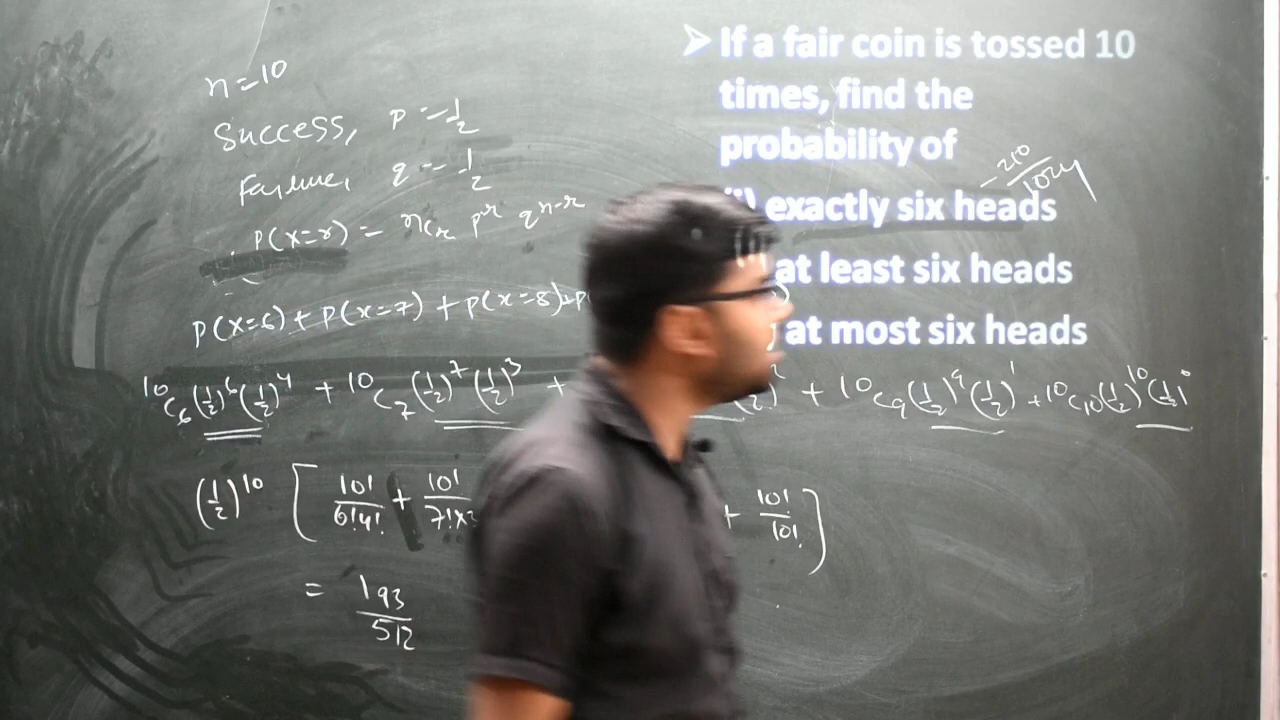 ➢ If a fair coin is tossed 10
times, find the
probability of
(i) exactly six heads
at least six heads
at most six heads
210/1024
n=10
Success, p = 1/2
Failure, q = 1/2
P(X=r) = nCr p^r q^n-r
P(X=6) + P(X=7) + P(X=8)+P
10C6(1/2)^6(1/2)^4 + 10C7(1/2)^7(1/2)^3 + + 10C9(1/2)^9(1/2)^1 + 10C10(1/2)^10(1/2)^0
(1/2)^10 [ 10!/6!4! + 10!/7!×3 + 10!/10! ]
= 193/512